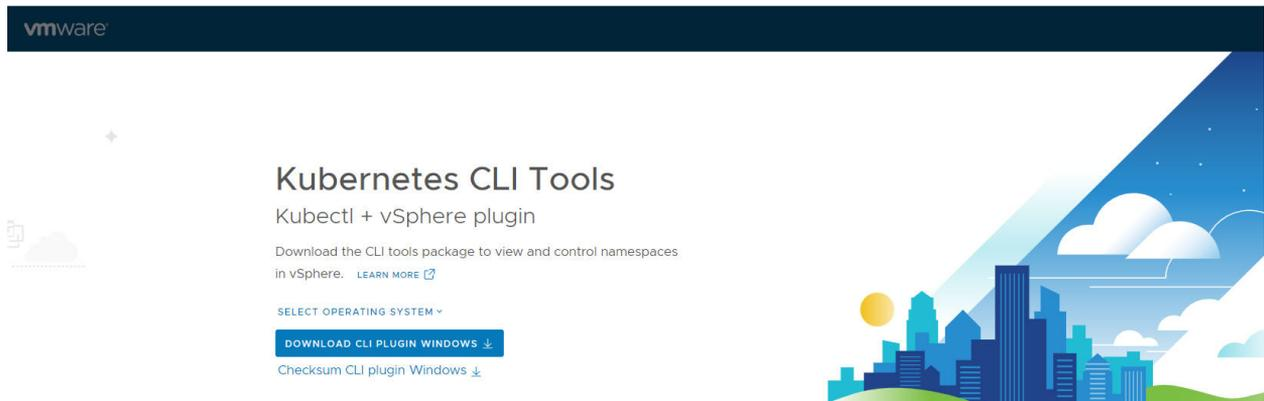 vmware®
Kubernetes CLI Tools
Kubectl + vSphere plugin
Download the CLI tools package to view and control namespaces
in vSphere. LEARN MORE
SELECT OPERATING SYSTEM
DOWNLOAD CLI PLUGIN WINDOWS
Checksum CLI plugin Windows